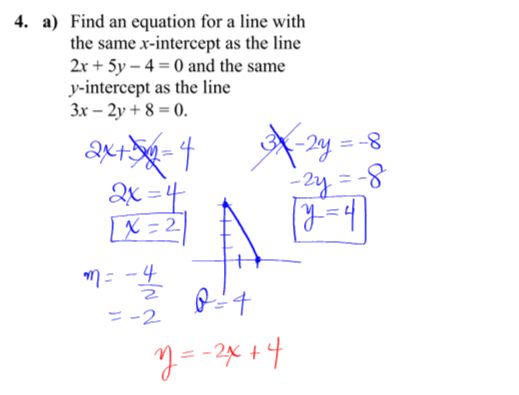 4. a) Find an equation for a line with
the same x-intercept as the line
2x + 5y – 4 = 0 and the same
y-intercept as the line
3x – 2y + 8 = 0.
2x+5y=4
2x=4
x=2
3x-2y=-8
-2y=-8
y=4
m=-4/2
=-2
b=4
y=-2x+4